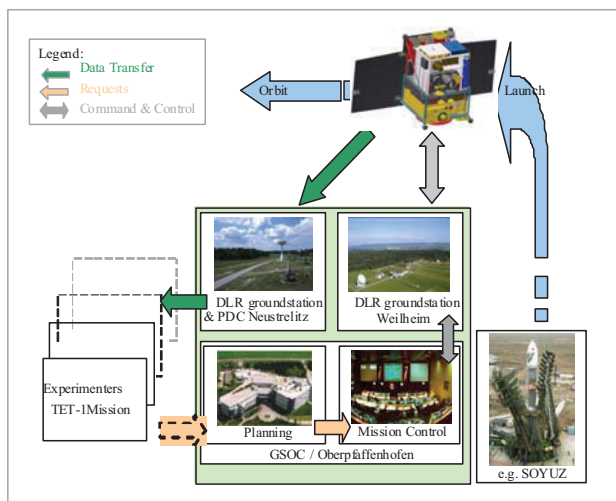 Legend:
Data Transfer
Requests
Command & Control
Orbit
Launch
DLR groundstation
& PDC Neustrelitz
DLR groundstation
Weilheim
Experimenters
TET-1Mission
Planning
Mission Control
GSOC / Oberpfaffenhofen
e.g. SOYUZ